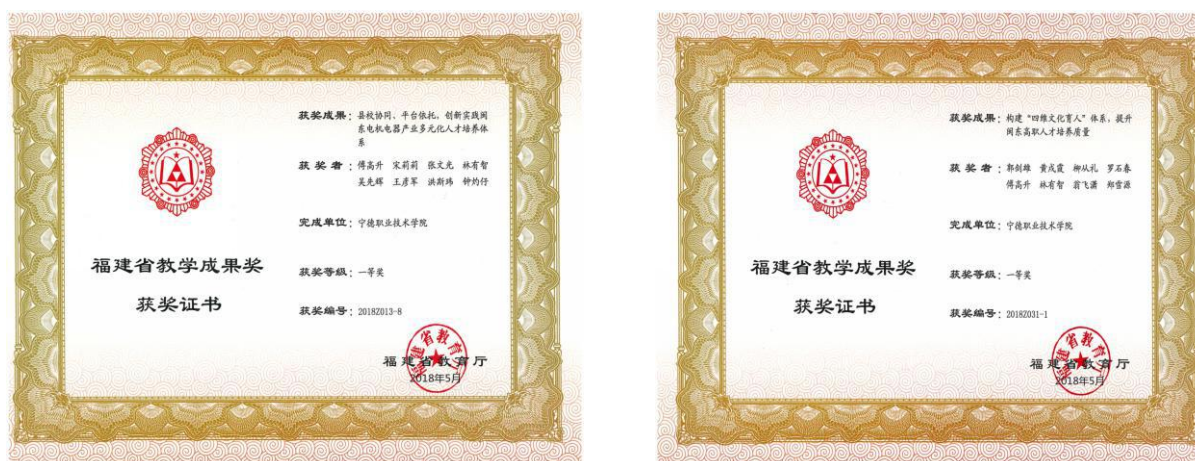 福建省教学成果奖
获奖证书
获奖成果：县校协同、平台依托，创新实践闽
东电机电器产业多元化人才培养体
系
获 奖 者：傅高升 宋莉莉 张文光 林有智
吴先辉 王彦军 洪斯玮 钟灼仔
完成单位：宁德职业技术学院
获奖等级：一等奖
获奖编号：2018Z013-8
福建省教育厅
2018年5月
福建省教学成果奖
获奖证书
获奖成果：构建“四维文化育人”体系，提升
闽东高职人才培养质量
获 奖 者：郭剑雄 黄戍霞 柳从礼 罗石春
傅高升 林有智 翁飞潇 郑雪源
完成单位：宁德职业技术学院
获奖等级：一等奖
获奖编号：2018Z031-1
福建省教育厅
2018年5月